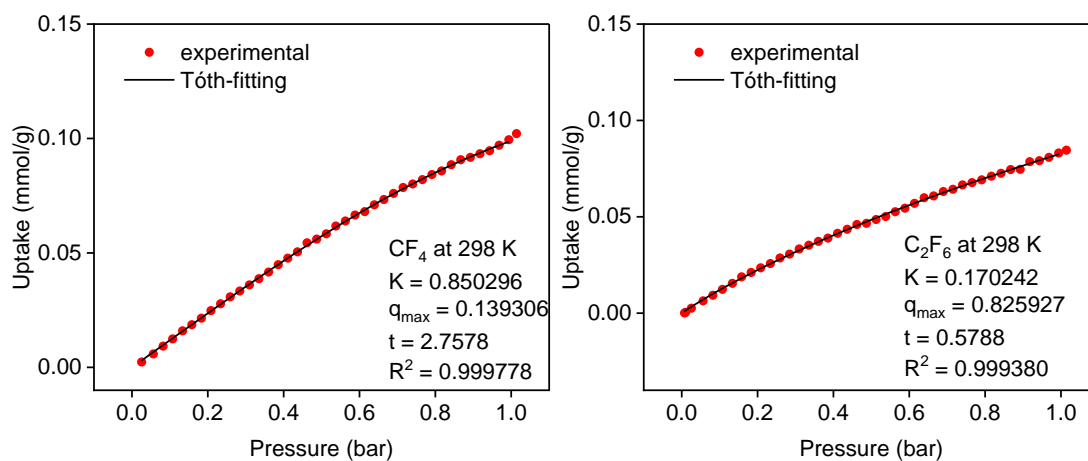 0.15
0.10
0.05
0.00
Uptake (mmol/g)
experimental
Tóth-fitting
CF₄ at 298 K
K = 0.850296
qₘₐₓ = 0.139306
t = 2.7578
R² = 0.999778
0.0 0.2 0.4 0.6 0.8 1.0
Pressure (bar)
0.15
0.10
0.05
0.00
Uptake (mmol/g)
experimental
Tóth-fitting
C₂F₆ at 298 K
K = 0.170242
qₘₐₓ = 0.825927
t = 0.5788
R² = 0.999380
0.0 0.2 0.4 0.6 0.8 1.0
Pressure (bar)